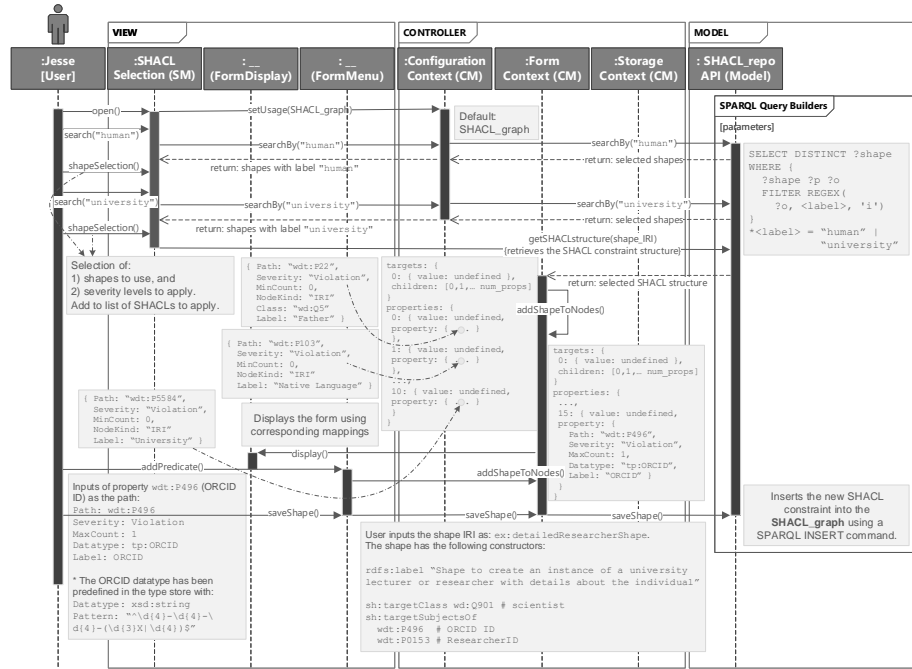 VIEW
CONTROLLER
MODEL
:Jesse
[User]
:SHACL
Selection (SM)
: __
(FormDisplay)
: __
(FormMenu)
:Configuration
Context (CM)
:Form
Context (CM)
:Storage
Context (CM)
: SHACL_repo
API (Model)
SPARQL Query Builders
[parameters]
open()
setUsage(SHACL_graph)
Default:
SHACL_graph
search("human")
searchBy("human")
searchBy("human")
return: selected shapes
return: shapes with label "human"
shapeSelection()
search("university")
searchBy("university")
searchBy("university")
return: selected shapes
return: shapes with label "university"
shapeSelection()
SELECT DISTINCT ?shape
WHERE {
?shape ?p ?o
FILTER REGEX(
?o, <label>, 'i')
}
*<label> = "human" |
"university"
getSHACLstructure(shape_IRI)
(retrieves the SHACL constraint structure)
return: selected SHACL structure
addShapeToNodes()
Selection of:
1) shapes to use, and
2) severity levels to apply.
Add to list of SHACLs to apply.
{ Path: "wdt:P22",
Severity: "Violation",
MinCount: 0,
NodeKind: "IRI"
Class: "wd:Q5"
Label: "Father" }
targets: {
0: { value: undefined },
children: [0,1,… num_props]
}
properties: {
0: { value: undefined,
property: { … }
},
1: { value: undefined,
property: { … }
},
...,
10: { value: undefined,
property: { … }
}
}
{ Path: "wdt:P103",
Severity: "Violation",
MinCount: 0,
NodeKind: "IRI"
Label: "Native Language" }
{ Path: "wdt:P5584",
Severity: "Violation",
MinCount: 0,
NodeKind: "IRI"
Label: "University" }
Displays the form using
corresponding mappings
targets: {
0: { value: undefined },
children: [0,1,… num_props]
}
properties: {
...,
15: { value: undefined,
property: {
Path: "wdt:P496",
Severity: "Violation",
MaxCount: 1,
Datatype: "tp:ORCID",
Label: "ORCID" }
}
}
display()
addPredicate()
addShapeToNodes()
Inputs of property wdt:P496 (ORCID
ID) as the path:
Path: wdt:P496
Severity: Violation
MaxCount: 1
Datatype: tp:ORCID
Label: ORCID
* The ORCID datatype has been
predefined in the type store with:
Datatype: xsd:string
Pattern: "^\d{4}-\d{4}-\
d{4}-(\d{3}X|\d{4})$"
saveShape()
saveShape()
saveShape()
Inserts the new SHACL
constraint into the
SHACL_graph using a
SPARQL INSERT command.
User inputs the shape IRI as: ex:detailedResearcherShape.
The shape has the following constructors:
rdfs:label "Shape to create an instance of a university
lecturer or researcher with details about the individual"
sh:targetClass wd:Q901 # scientist
sh:targetSubjectsOf
wdt:P496 # ORCID ID
wdt:P0153 # ResearcherID